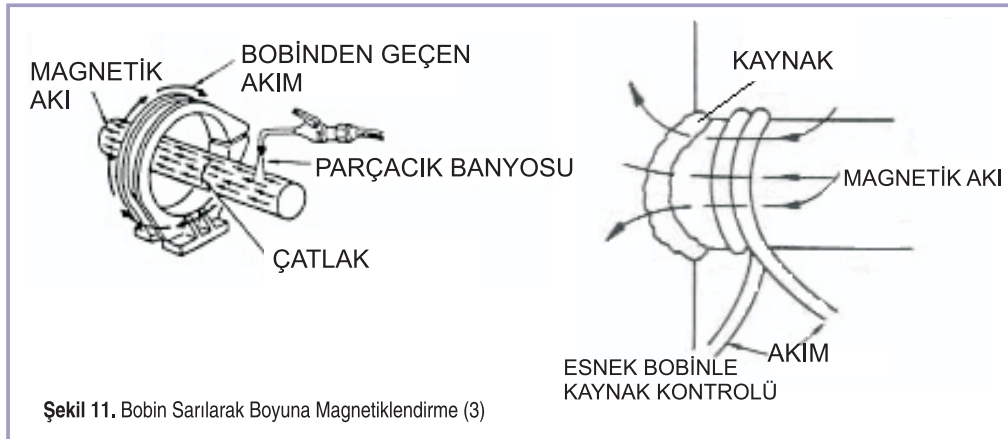 MAGNETİK
AKI
BOBİNDEN GEÇEN
AKIM
PARÇACIK BANYOSU
ÇATLAK
KAYNAK
MAGNETİK AKI
AKIM
ESNEK BOBİNLE
KAYNAK KONTROLÜ
Şekil 11. Bobin Sarılarak Boyuna Magnetiklendirme (3)